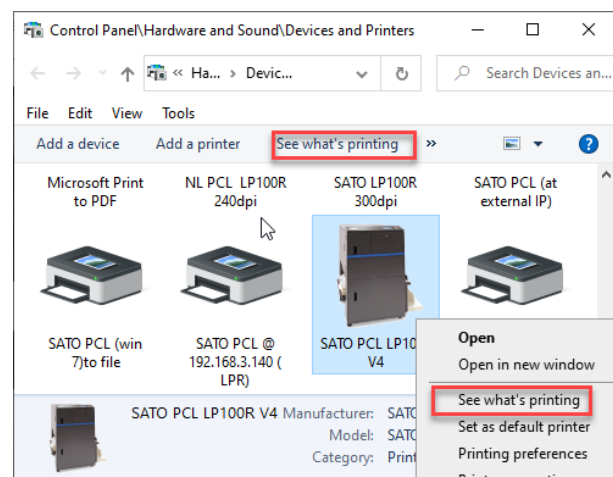 Control Panel\Hardware and Sound\Devices and Printers
« Ha... › Devic...
Search Devices an...
File Edit View Tools
Add a device Add a printer See what's printing »
Microsoft Print to PDF
NL PCL LP100R 240dpi
SATO LP100R 300dpi
SATO PCL (at external IP)
SATO PCL (win 7)to file
SATO PCL @ 192.168.3.140 ( LPR)
SATO PCL LP10
V4
Open
Open in new window
See what's printing
Set as default printer
Printing preferences
SATO PCL LP100R V4 Manufacturer: SATO
Model: SATO
Category: Print